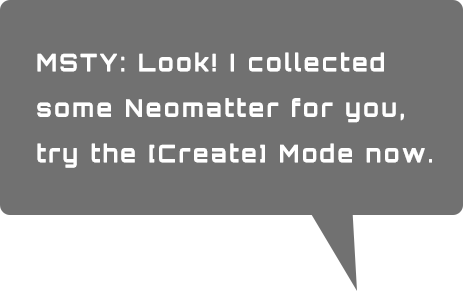 MSTY: Look! I collected
some Neomatter for you,
try the [Create] Mode now.